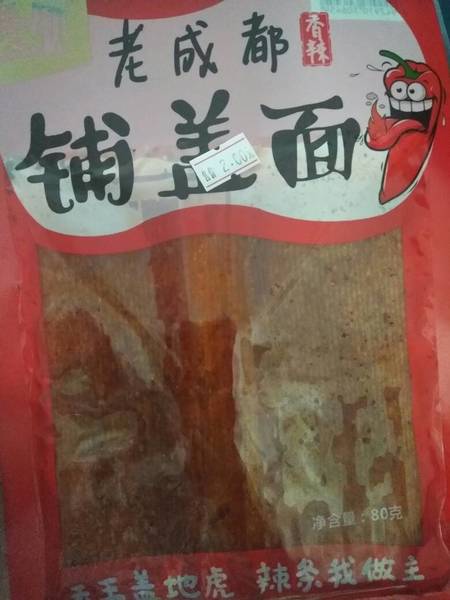 老成都
香辣
铺盖面
2.00
净含量：80克
天王盖地虎 辣条我做主